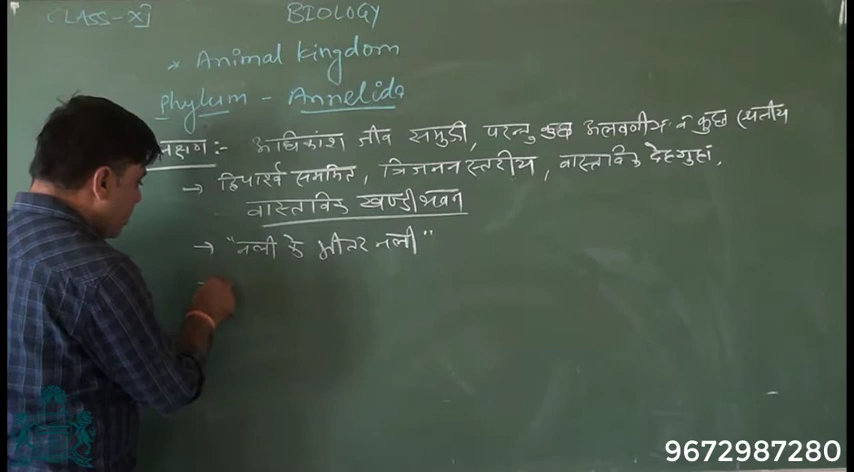 CLASS-XI BIOLOGY
* Animal kingdom
Phylum - Annelida
लक्षण :- अधिकांश जीव समुद्री, परन्तु कुछ अलवणीय व कुछ स्थलीय
→ द्विपार्श्व सममित, त्रिजननस्तरीय, वास्तविक देहगुहा,
वास्तविक खण्डीभवन
→ "नली के भीतर नली"
9672987280